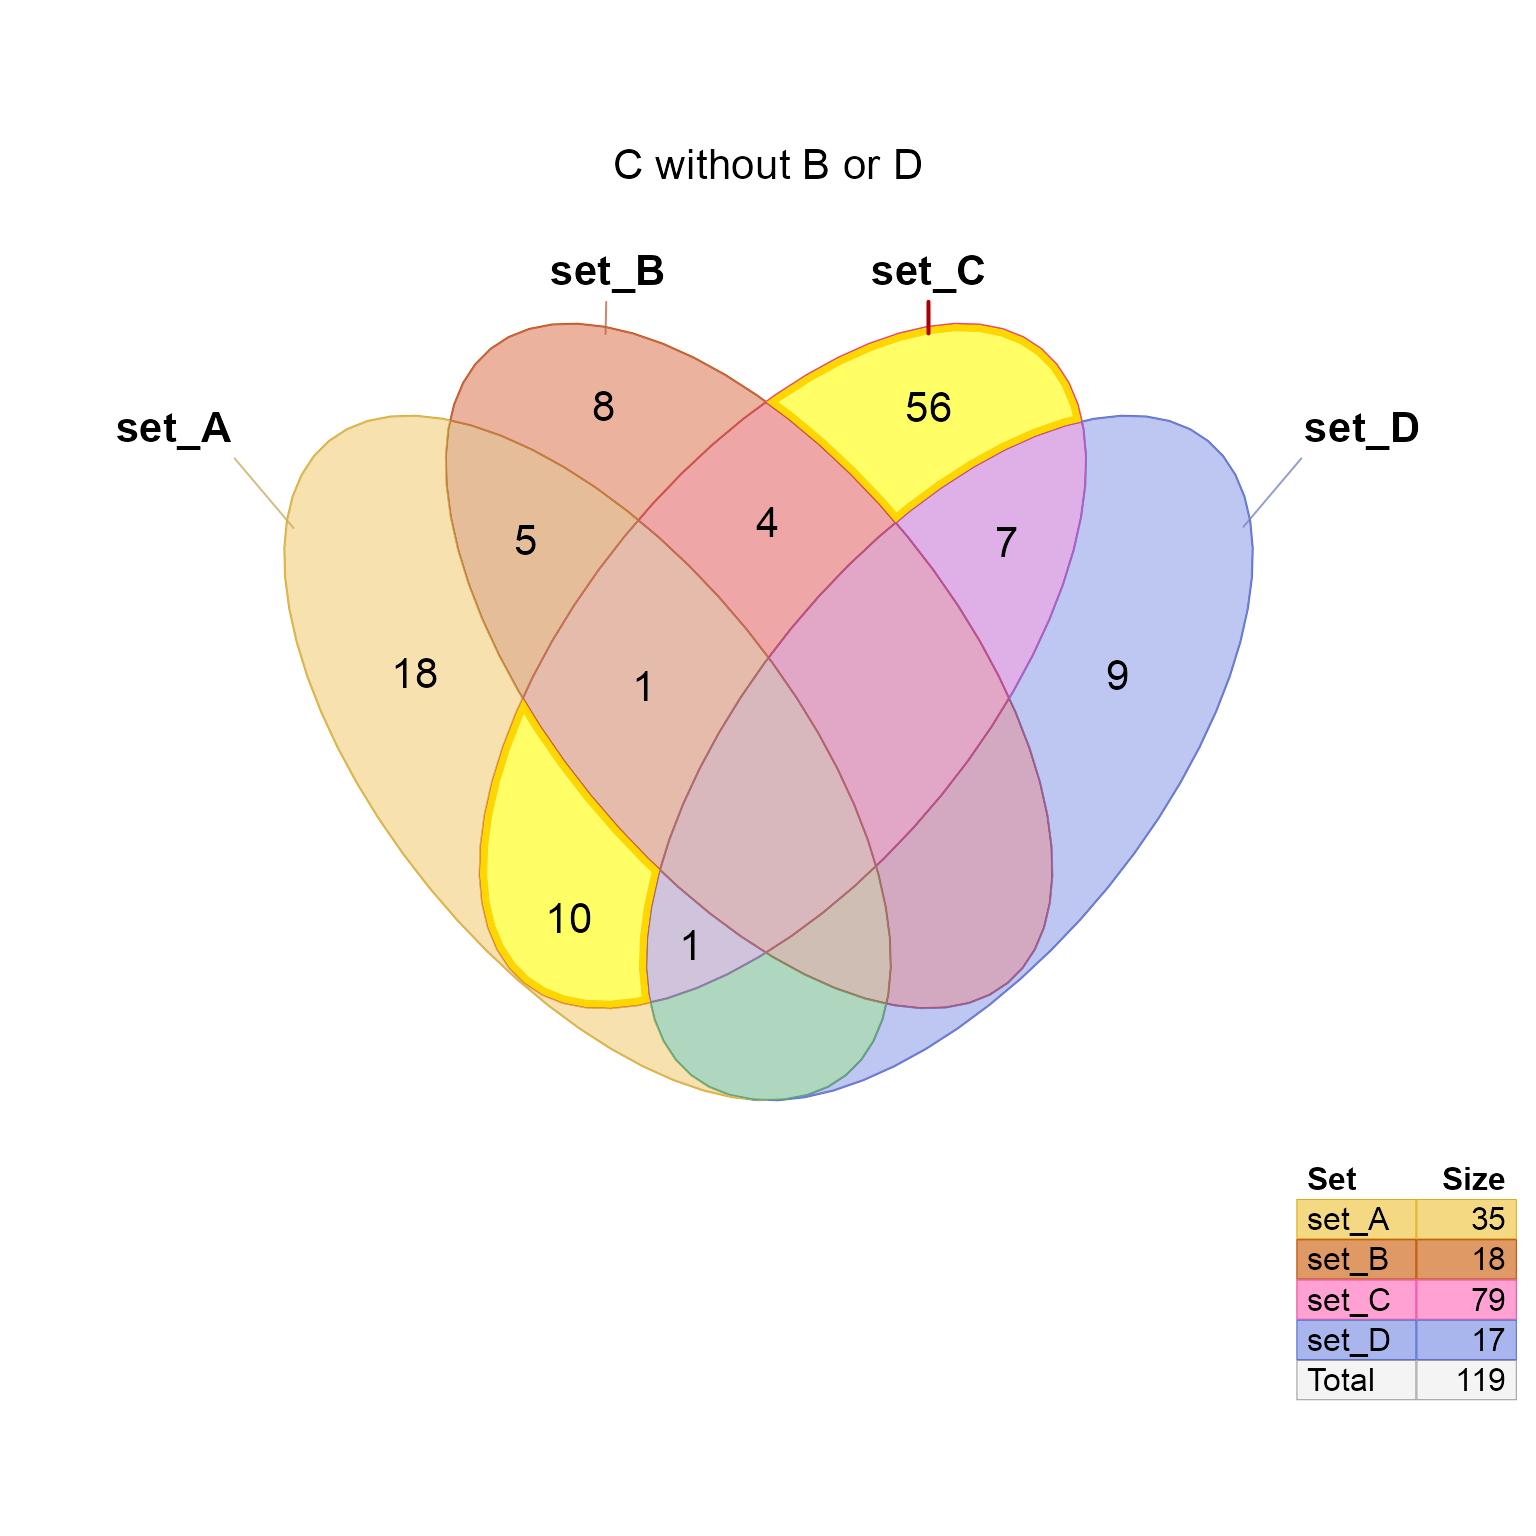 C without B or D
set_B
set_C
set_A
set_D
8
56
5
4
7
18
1
9
10
1
Set Size
set_A 35
set_B 18
set_C 79
set_D 17
Total 119